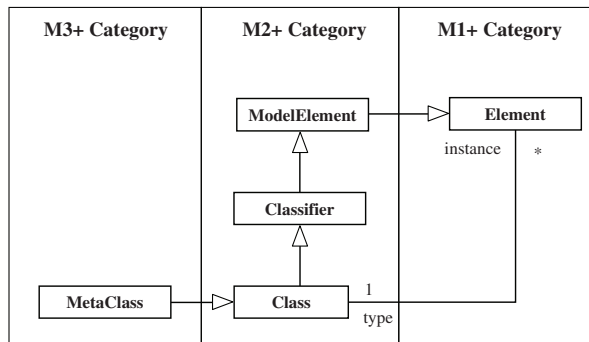 M3+ Category M2+ Category M1+ Category
ModelElement Element
instance *
Classifier
MetaClass Class 1
type